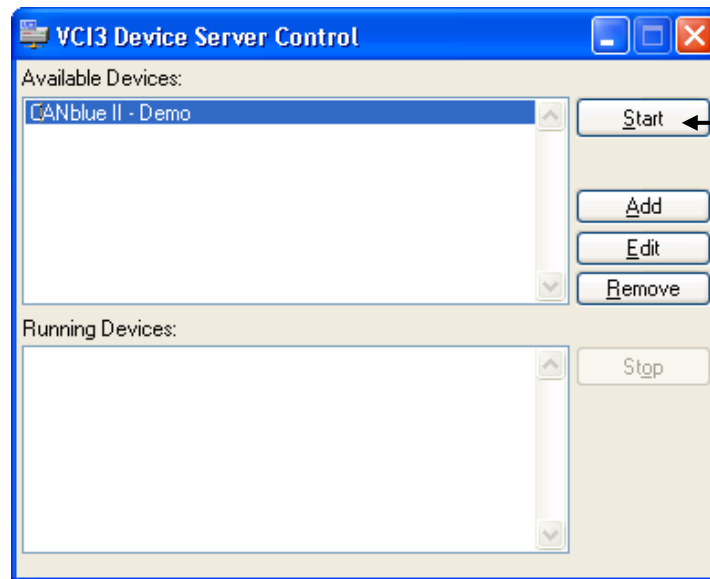 VCI3 Device Server Control
Available Devices:
CANblue II - Demo
Start
Add
Edit
Remove
Running Devices:
Stop